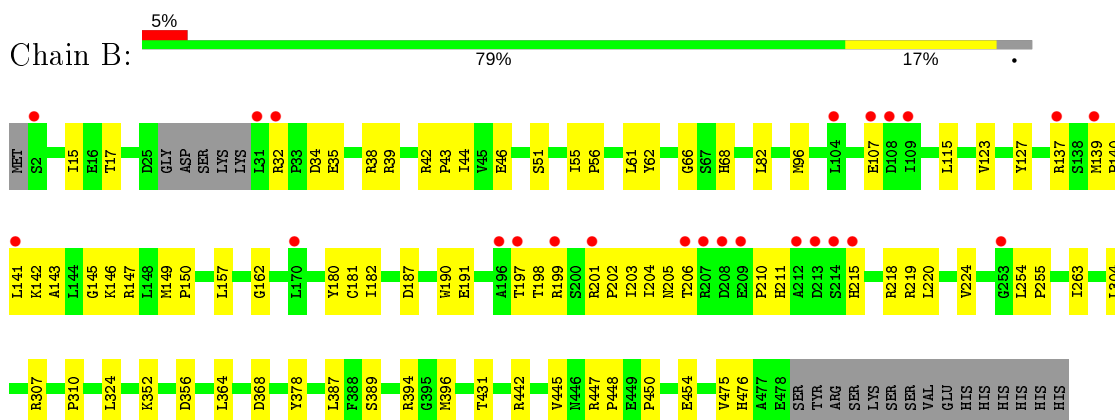 5%
Chain B:
79% 17% •
MET S2 I15 E16 T17 D25 GLY ASP SER LYS LYS L31 R32 P33 D34 E35 R38 R39 R42 P43 I44 V45 E46 S51 I55 P56 L61 Y62 G66 S67 H68 L82 M96 L104 E107 D108 I109 L115 V123 Y127 R137 S138 M139
L141 K142 A143 L144 G145 K146 R147 L148 M149 P150 L157 G162 L170 Y180 C181 I182 D187 W190 E191 A196 T197 T198 R199 S200 R201 P202 I203 I204 N205 T206 R207 D208 E209 P210 H211 A212 D213 S214 H215 R218 R219 L220 V224 G253 L254 P255 I263 L304
R307 P310 L324 K352 D356 L364 D368 Y378 L387 F388 S389 R394 G395 M396 T431 R442 V445 N446 R447 P448 E449 P450 E454 V475 H476 A477 E478 SER TYR ARG SER LYS SER SER VAL GLU HIS HIS HIS HIS HIS HIS